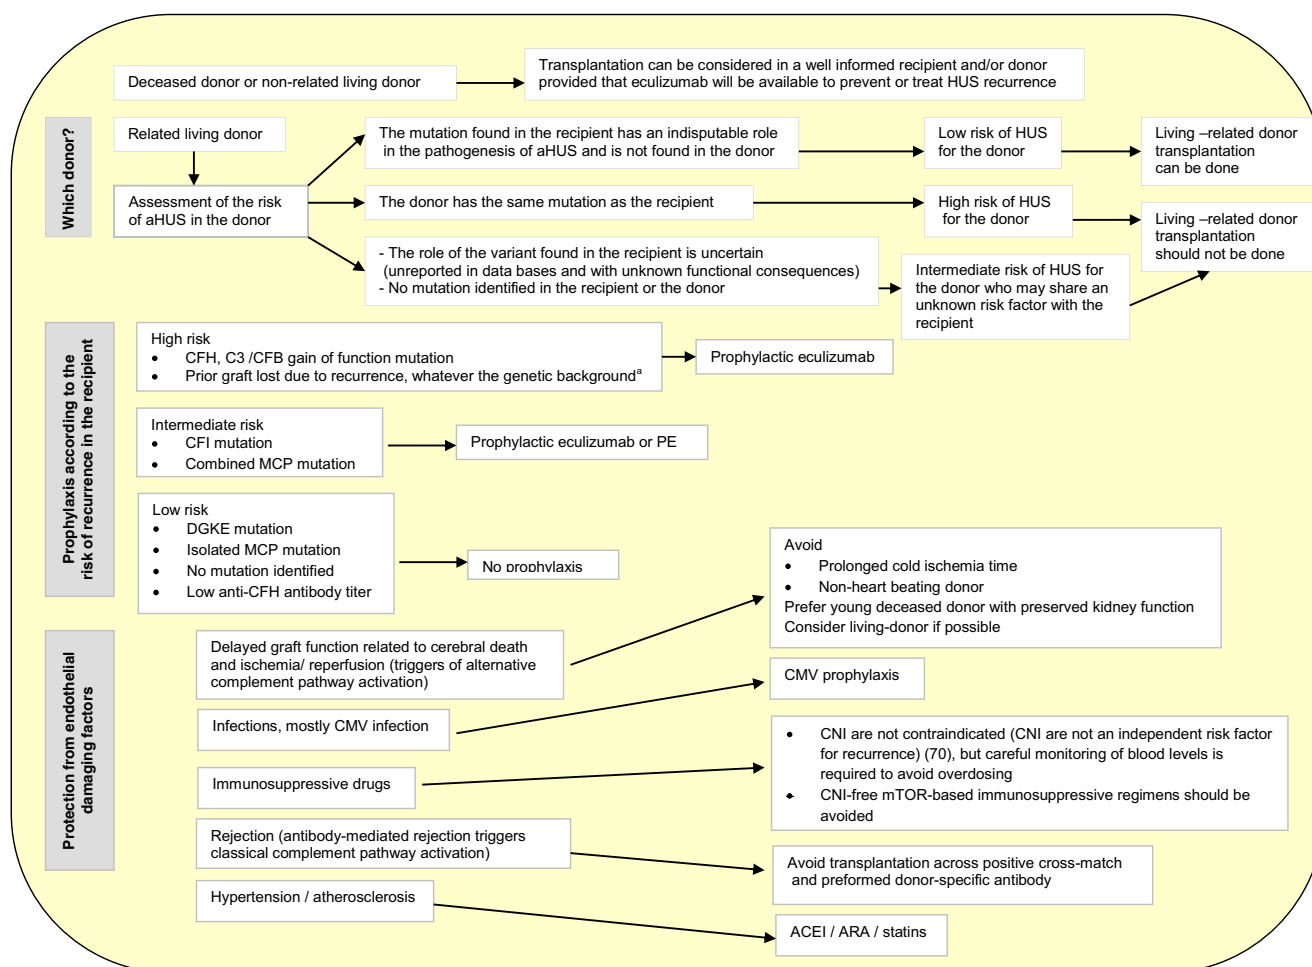 Deceased donor or non-related living donor
Transplantation can be considered in a well informed recipient and/or donor
provided that eculizumab will be available to prevent or treat HUS recurrence
Which donor?
Related living donor
Assessment of the risk
of aHUS in the donor
The mutation found in the recipient has an indisputable role
in the pathogenesis of aHUS and is not found in the donor
Low risk of HUS
for the donor
Living –related donor
transplantation
can be done
The donor has the same mutation as the recipient
High risk of HUS
for the donor
Living –related donor
transplantation
should not be done
- The role of the variant found in the recipient is uncertain
(unreported in data bases and with unknown functional consequences)
- No mutation identified in the recipient or the donor
Intermediate risk of HUS for
the donor who may share an
unknown risk factor with the
recipient
Prophylaxis according to the
risk of recurrence in the recipient
High risk
• CFH, C3 /CFB gain of function mutation
• Prior graft lost due to recurrence, whatever the genetic backgroundᵃ
Prophylactic eculizumab
Intermediate risk
• CFI mutation
• Combined MCP mutation
Prophylactic eculizumab or PE
Low risk
• DGKE mutation
• Isolated MCP mutation
• No mutation identified
• Low anti-CFH antibody titer
No prophylaxis
Protection from endothelial
damaging factors
Delayed graft function related to cerebral death
and ischemia/ reperfusion (triggers of alternative
complement pathway activation)
Avoid
• Prolonged cold ischemia time
• Non-heart beating donor
Prefer young deceased donor with preserved kidney function
Consider living-donor if possible
Infections, mostly CMV infection
CMV prophylaxis
Immunosuppressive drugs
• CNI are not contraindicated (CNI are not an independent risk factor
for recurrence) (70), but careful monitoring of blood levels is
required to avoid overdosing
• CNI-free mTOR-based immunosuppressive regimens should be
avoided
Rejection (antibody-mediated rejection triggers
classical complement pathway activation)
Avoid transplantation across positive cross-match
and preformed donor-specific antibody
Hypertension / atherosclerosis
ACEI / ARA / statins